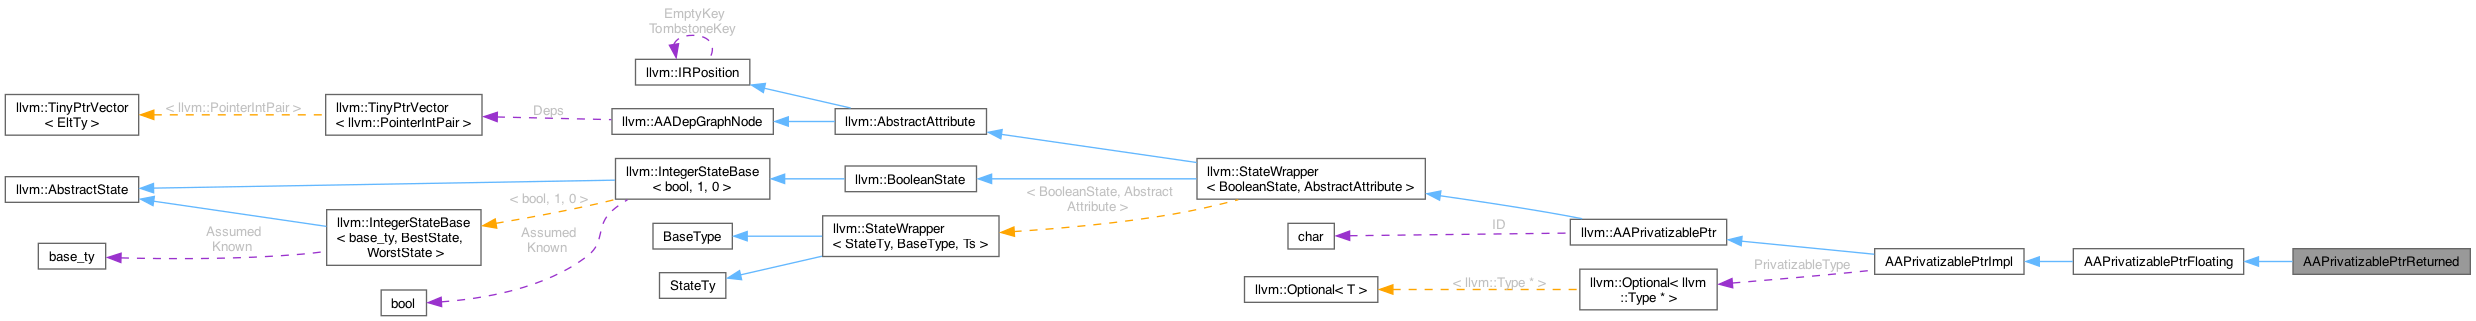 EmptyKey
TombstoneKey
llvm::IRPosition
llvm::TinyPtrVector
< EltTy >
< llvm::PointerIntPair >
llvm::TinyPtrVector
< llvm::PointerIntPair >
Deps
llvm::AADepGraphNode
llvm::AbstractAttribute
llvm::AbstractState
llvm::IntegerStateBase
< bool, 1, 0 >
llvm::BooleanState
llvm::StateWrapper
< BooleanState, AbstractAttribute >
< bool, 1, 0 >
< BooleanState, Abstract
Attribute >
llvm::IntegerStateBase
< base_ty, BestState,
WorstState >
Assumed
Known
base_ty
Assumed
Known
bool
BaseType
StateTy
llvm::StateWrapper
< StateTy, BaseType, Ts >
char
ID
llvm::AAPrivatizablePtr
llvm::Optional< T >
< llvm::Type * >
llvm::Optional< llvm
::Type * >
PrivatizableType
AAPrivatizablePtrImpl
AAPrivatizablePtrFloating
AAPrivatizablePtrReturned